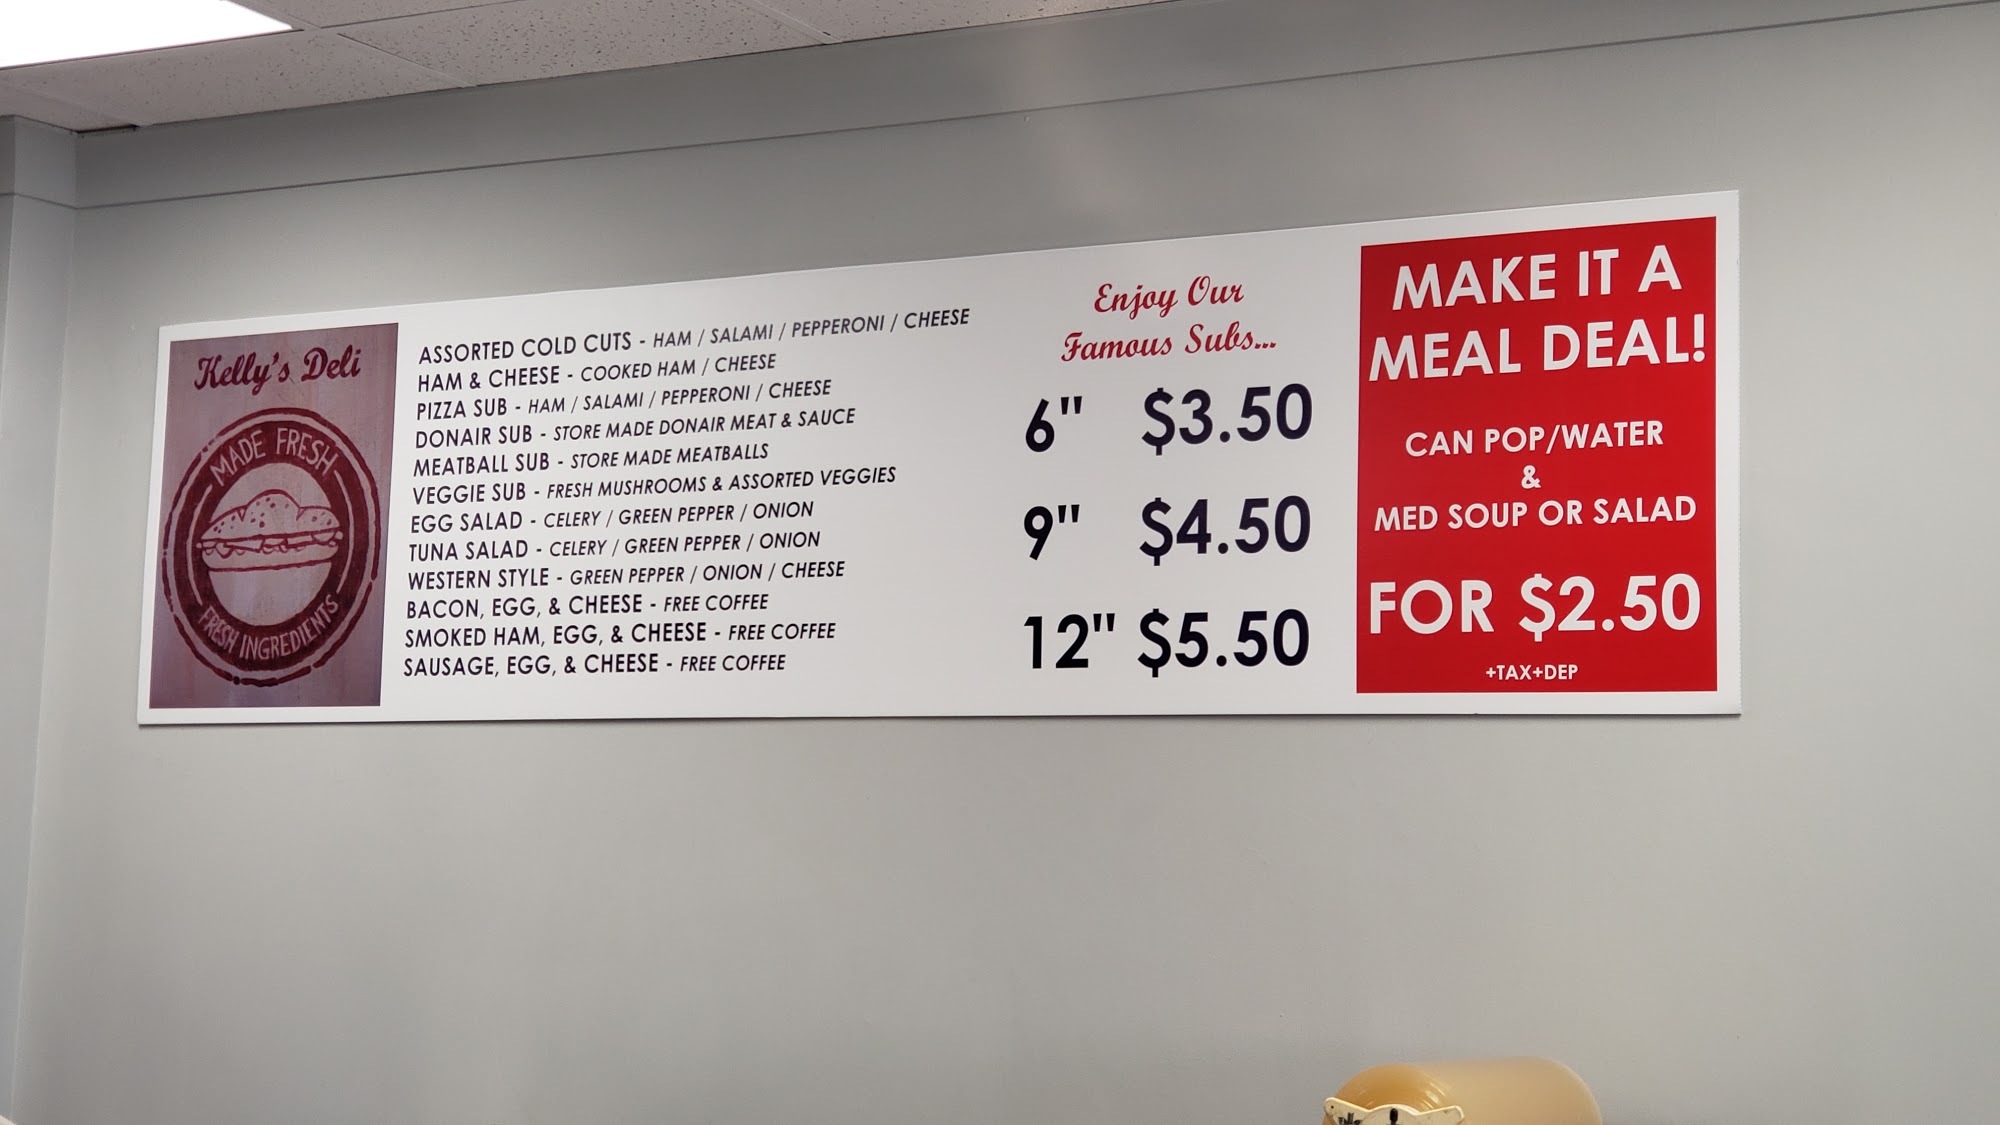 Kelly's Deli
MADE FRESH
FRESH INGREDIENTS
ASSORTED COLD CUTS - HAM / SALAMI / PEPPERONI / CHEESE
HAM & CHEESE - COOKED HAM / CHEESE
PIZZA SUB - HAM / SALAMI / PEPPERONI / CHEESE
DONAIR SUB - STORE MADE DONAIR MEAT & SAUCE
MEATBALL SUB - STORE MADE MEATBALLS
VEGGIE SUB - FRESH MUSHROOMS & ASSORTED VEGGIES
EGG SALAD - CELERY / GREEN PEPPER / ONION
TUNA SALAD - CELERY / GREEN PEPPER / ONION
WESTERN STYLE - GREEN PEPPER / ONION / CHEESE
BACON, EGG, & CHEESE - FREE COFFEE
SMOKED HAM, EGG, & CHEESE - FREE COFFEE
SAUSAGE, EGG, & CHEESE - FREE COFFEE
Enjoy Our
Famous Subs...
6" $3.50
9" $4.50
12" $5.50
MAKE IT A
MEAL DEAL!
CAN POP/WATER
&
MED SOUP OR SALAD
FOR $2.50
+TAX+DEP